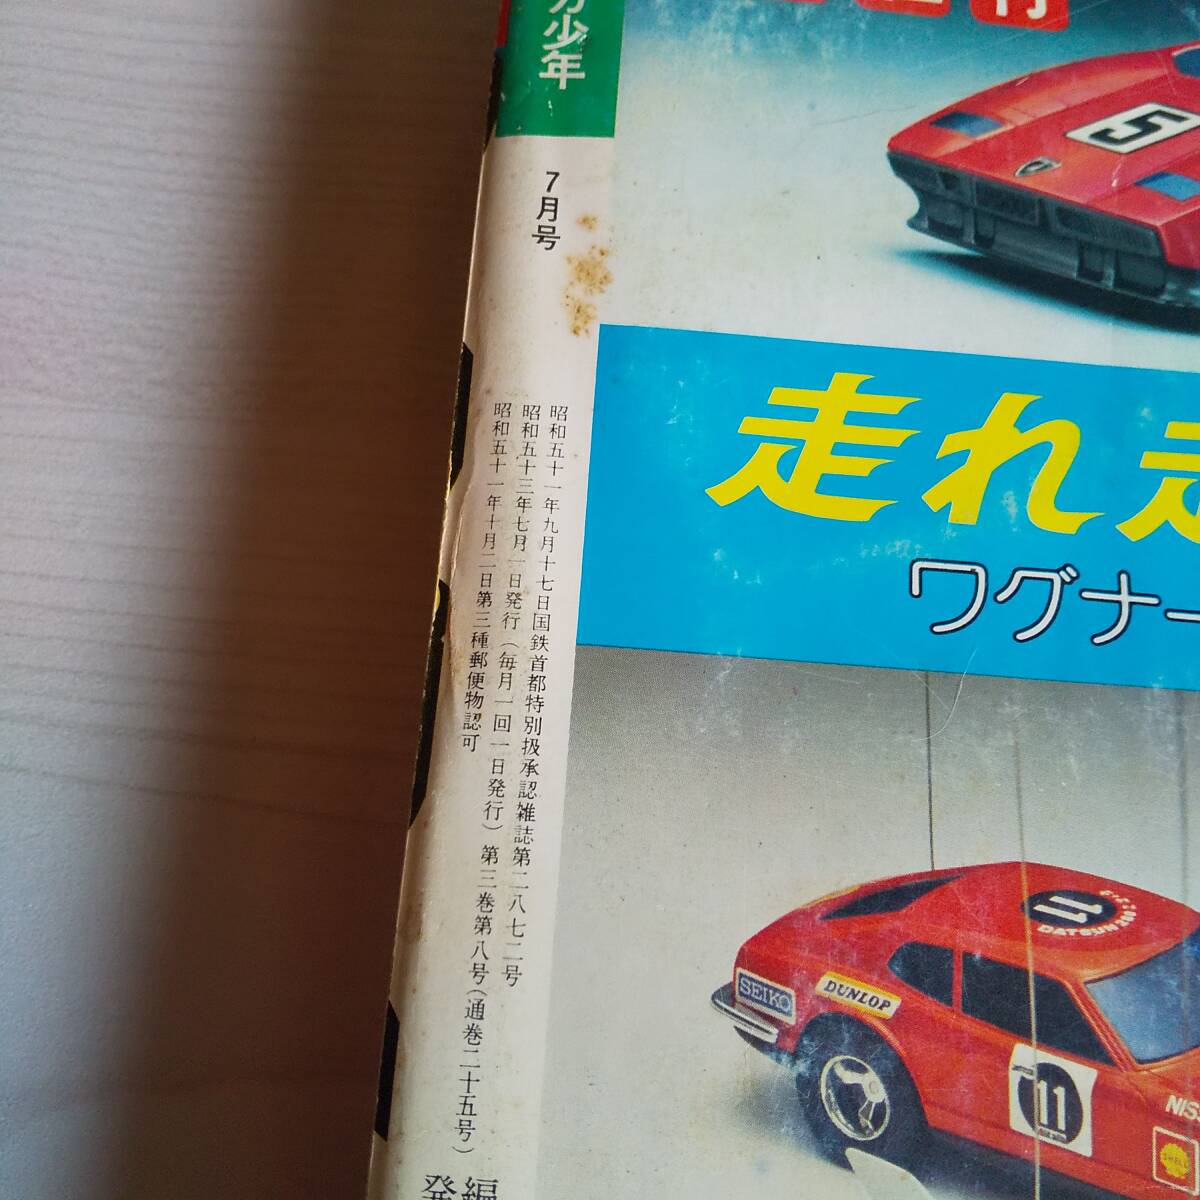 少年
7月号
昭和五十一年九月十七日国鉄首都特別扱承認雑誌第二八七二号
昭和五十三年七月一日発行(毎月一回一日発行)第三巻第八号(通巻二十五号)
昭和五十一年十月二日第三種郵便物認可
編
発
5
走れ走
ワグナー
11
DATSUN 260
SEIKO
DUNLOP
11
NISS
SHELL